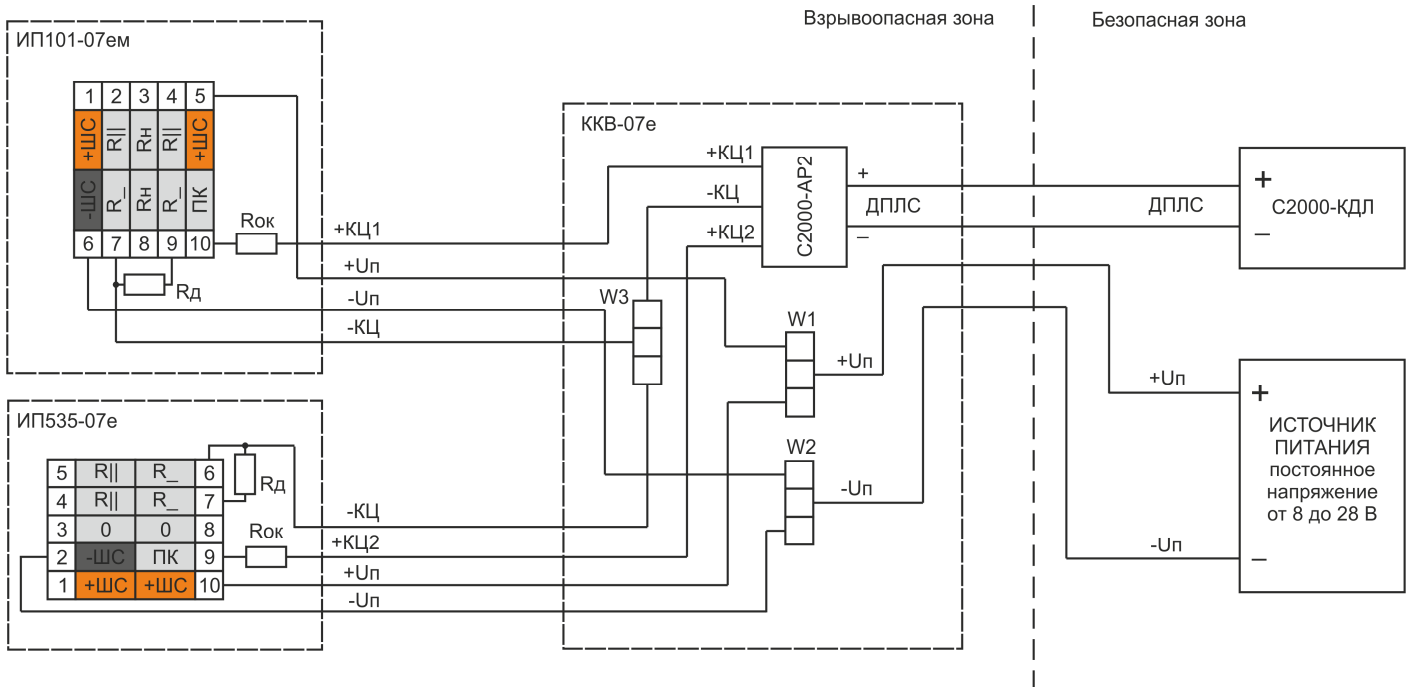 Взрывоопасная зона
Безопасная зона
ИП101-07ем
1 2 3 4 5
+ШС R|| Rн R|| +ШС
-ШС R_ Rн R_ ПК
6 7 8 9 10
Rок
Rд
+КЦ1
+Uп
-Uп
-КЦ
ККВ-07е
+КЦ1
-КЦ
+КЦ2
С2000-АР2
+
ДПЛС
–
W3
W1
+Uп
W2
-Uп
ДПЛС
+
С2000-КДЛ
–
+Uп
-Uп
+
ИСТОЧНИК
ПИТАНИЯ
постоянное
напряжение
от 8 до 28 В
–
ИП535-07е
5 R|| R_ 6
4 R|| R_ 7
3 0 0 8
2 -ШС ПК 9
1 +ШС +ШС 10
Rд
Rок
-КЦ
+КЦ2
+Uп
-Uп